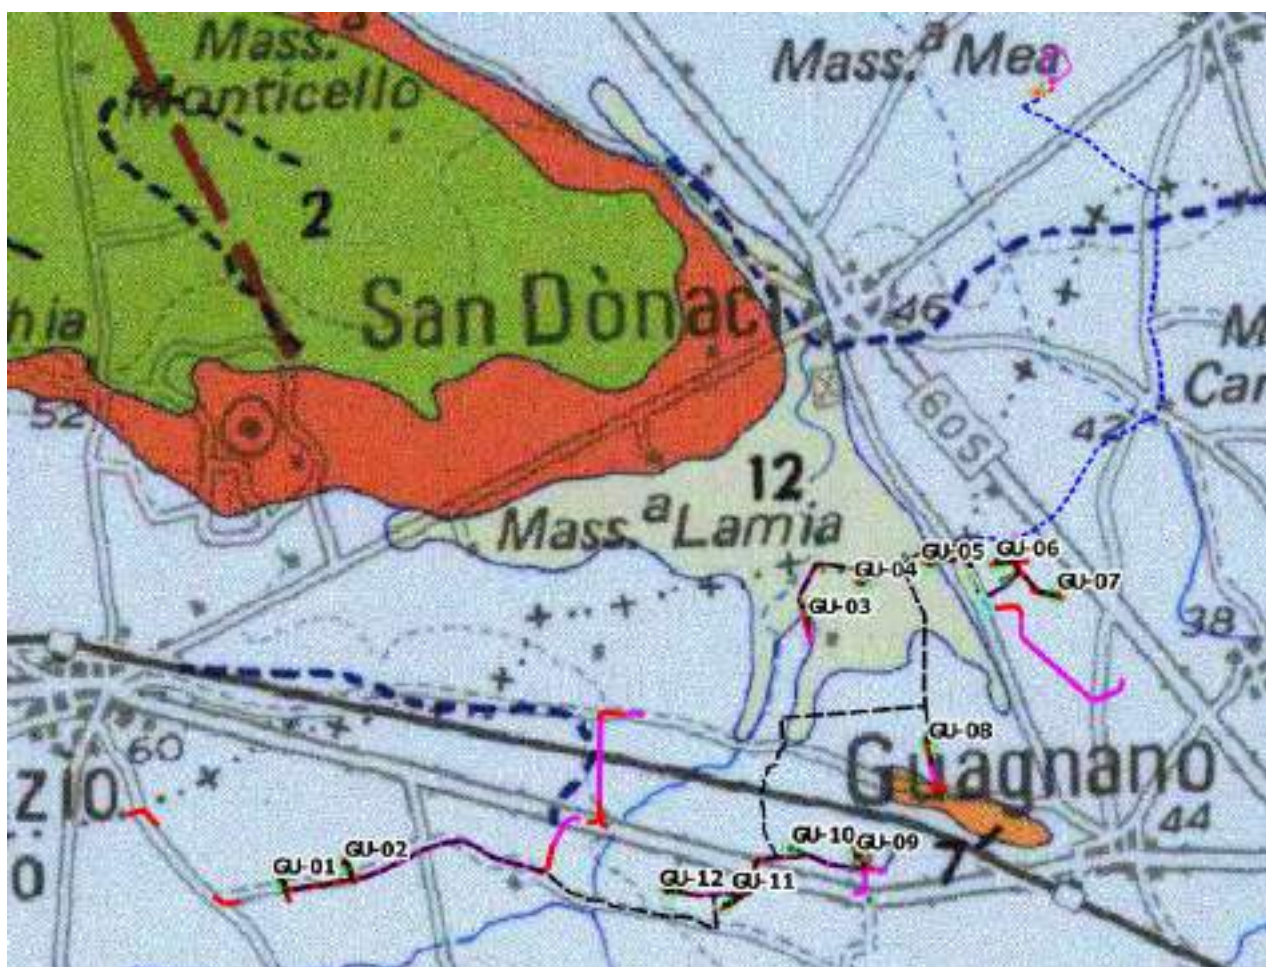 Mass.a
Monticello
Mass.a Mea
2
San Dònaci
46
hia
M
Car
52
60S
42
12
Mass.a Lamia
GU-05
GU-06
GU-04
GU-07
GU-03
38
60
GU-08
Guagnano
ZIO
44
GU-10
GU-09
GU-02
GU-01
GU-12
GU-11
0